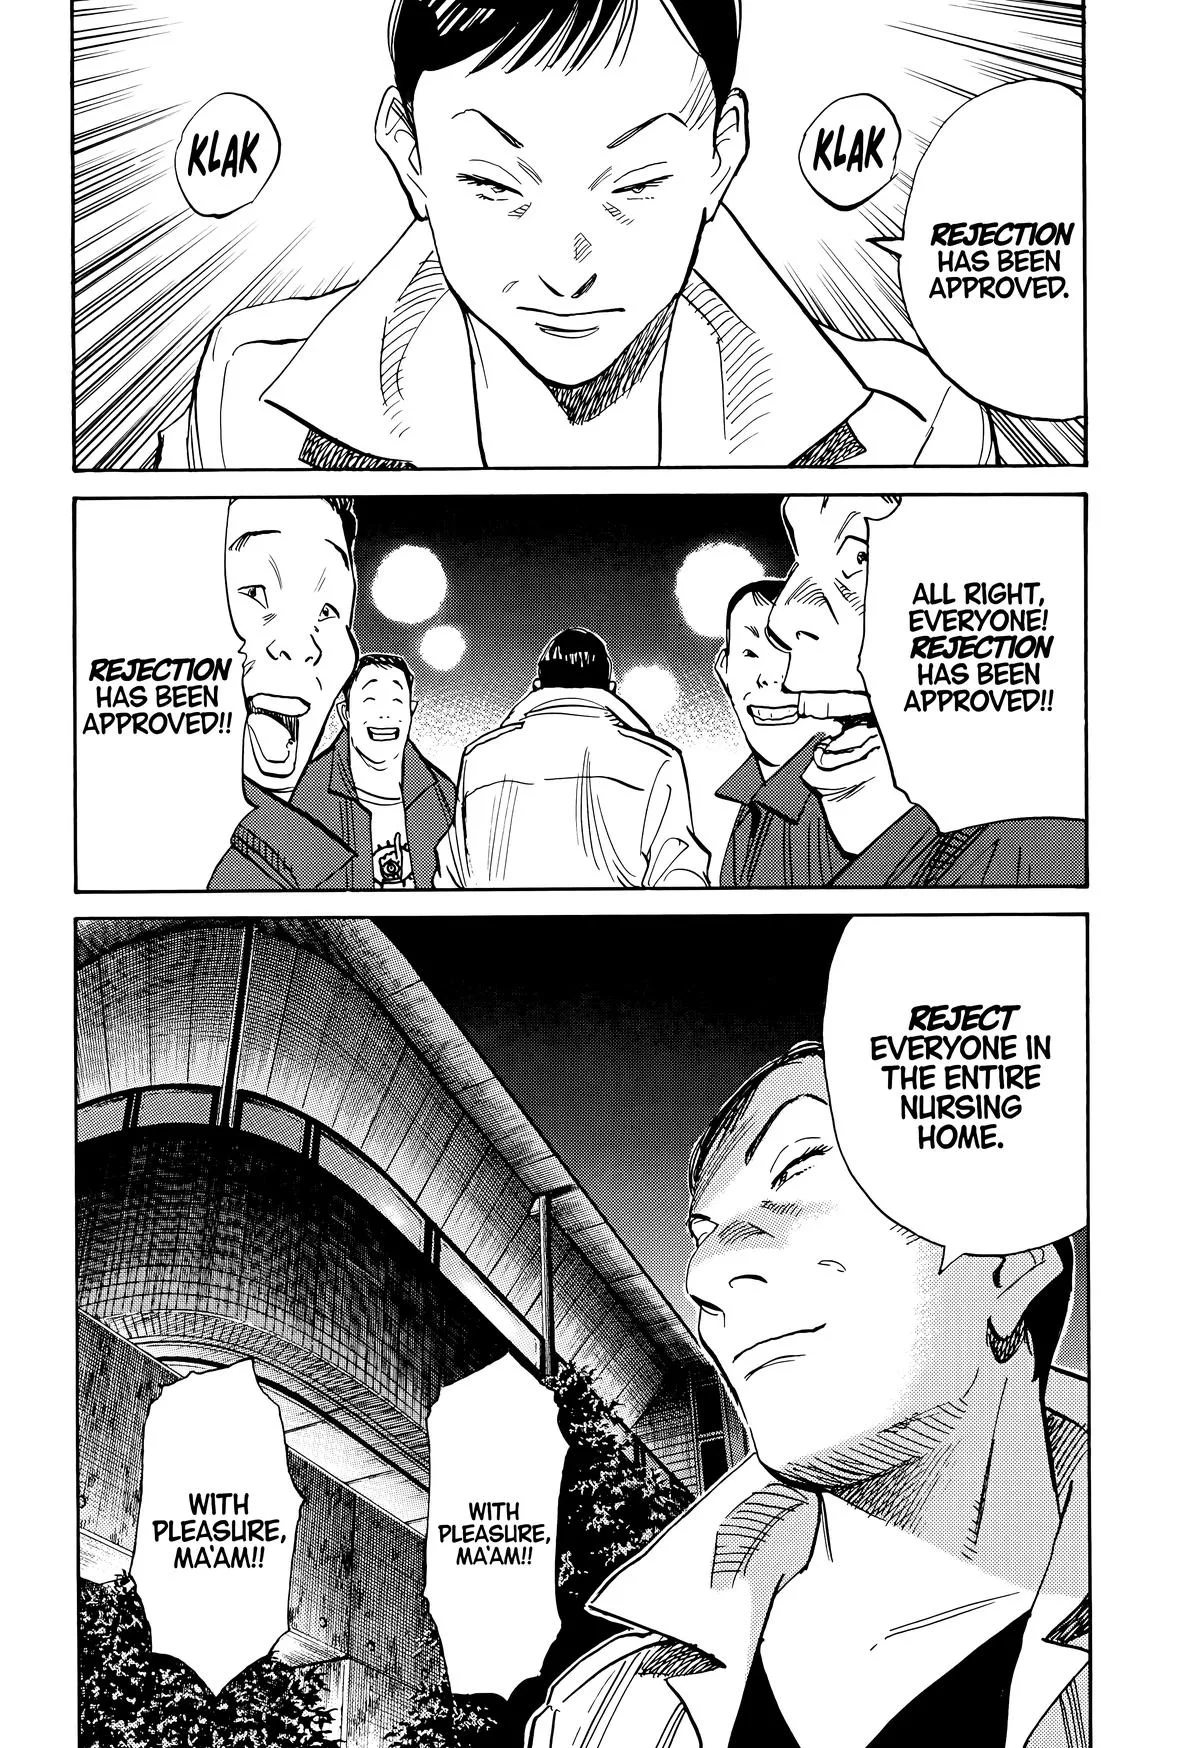 REJECTION
HAS BEEN
APPROVED.
KLAK
KLAK
ALL RIGHT,
EVERYONE!
REJECTION
HAS BEEN
APPROVED!!
REJECTION
HAS BEEN
APPROVED!!
REJECT
EVERYONE IN
THE ENTIRE
NURSING
HOME.
WITH
PLEASURE,
MA'AM!!
WITH
PLEASURE,
MA'AM!!